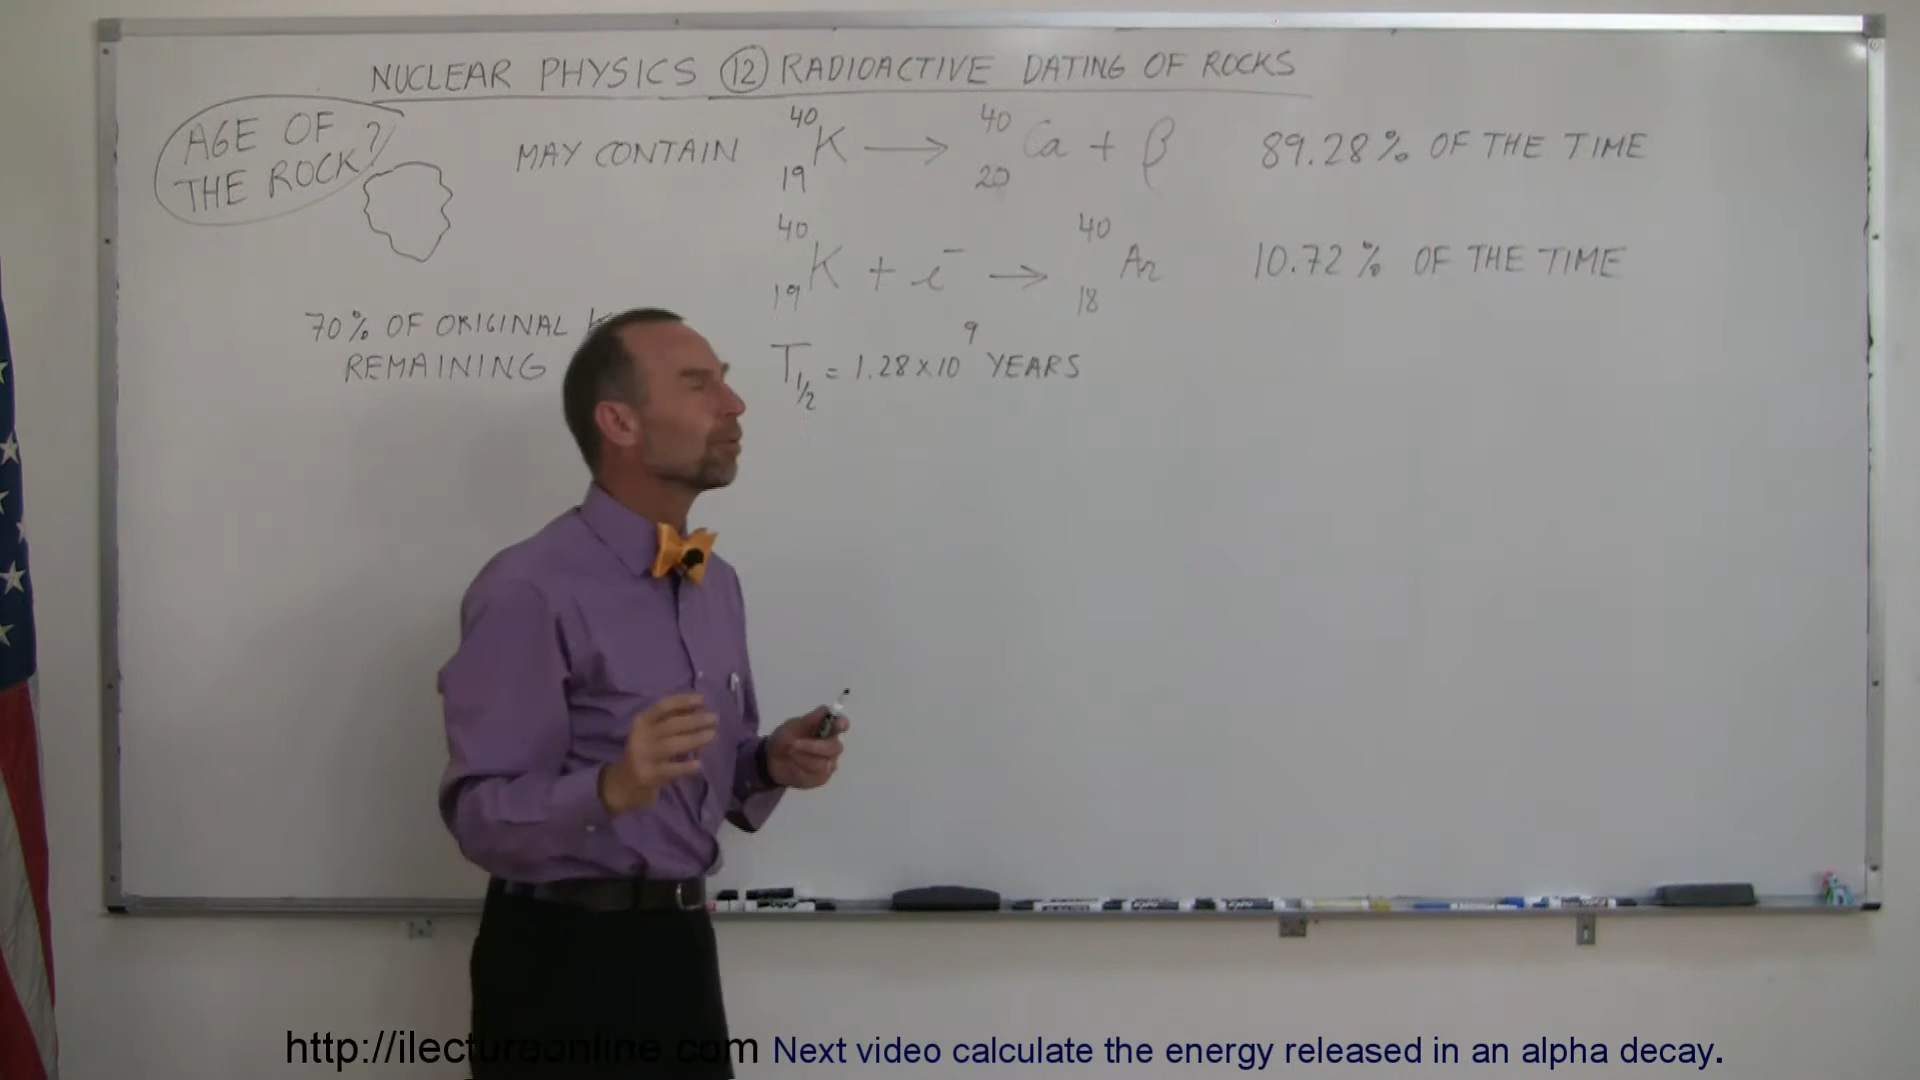 NUCLEAR PHYSICS 12 RADIOACTIVE DATING OF ROCKS
AGE OF
THE ROCK?
MAY CONTAIN
40
19 K → 40
20 Ca + β
89.28% OF THE TIME
40
19 K + e⁻ → 40
18 Ar
10.72% OF THE TIME
70% OF ORIGINAL
REMAINING
T1/2 = 1.28×10⁹ YEARS
http://ilectureonline.com Next video calculate the energy released in an alpha decay.